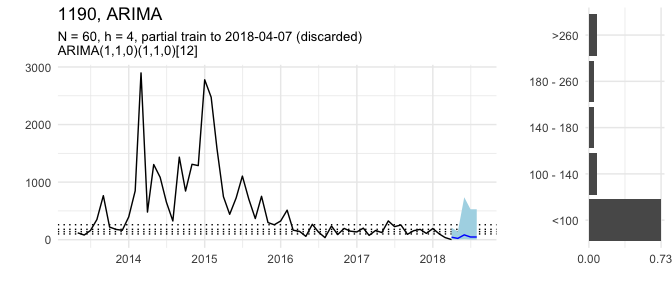 1190, ARIMA
N = 60, h = 4, partial train to 2018-04-07 (discarded)
ARIMA(1,1,0)(1,1,0)[12]
3000
2000
1000
0
2014
2015
2016
2017
2018
>260
180 - 260
140 - 180
100 - 140
<100
0.00
0.73